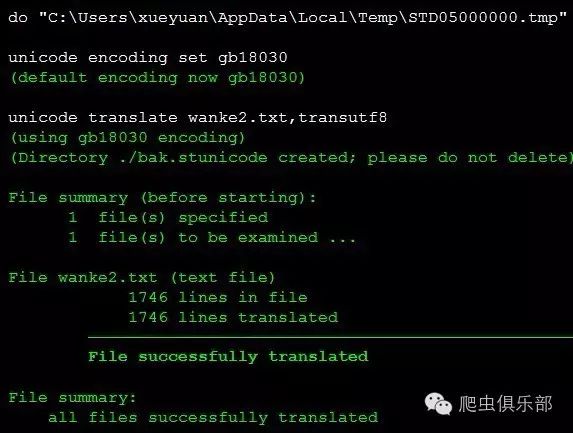 do "C:\Users\xueyuan\AppData\Local\Temp\STD05000000.tmp"
unicode encoding set gb18030
(default encoding now gb18030)
unicode translate wanke2.txt,transutf8
(using gb18030 encoding)
(Directory ./bak.stunicode created; please do not delete)
File summary (before starting):
1 file(s) specified
1 file(s) to be examined ...
File wanke2.txt (text file)
1746 lines in file
1746 lines translated
File successfully translated
File summary:
all files successfully translated
爬虫俱乐部